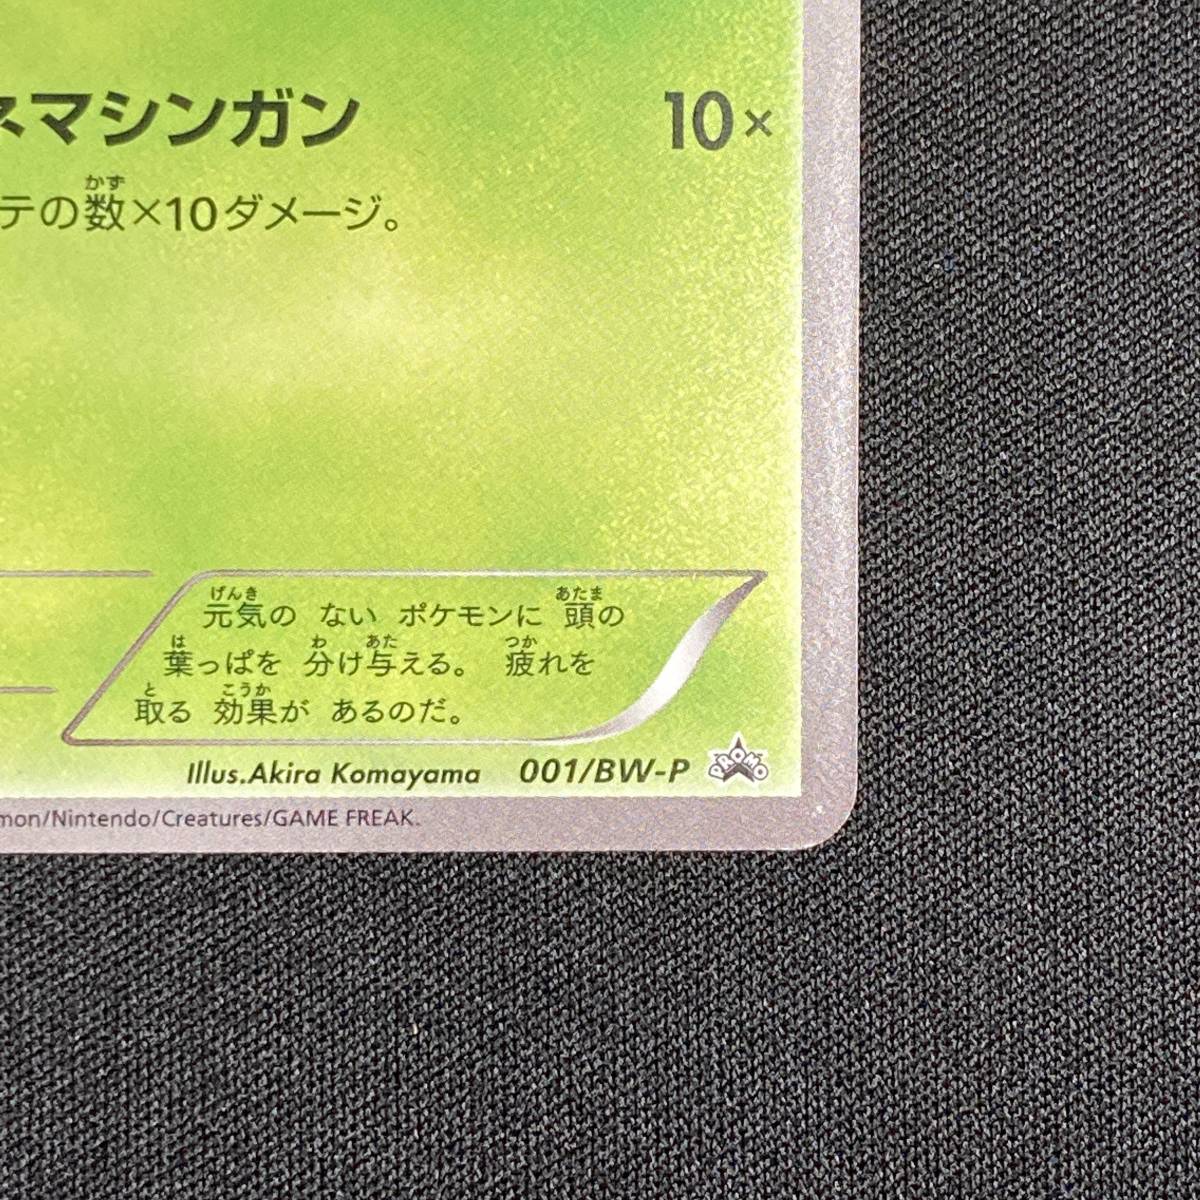 ネマシンガン 10×
かず
テの数×10ダメージ。
げんき あたま
元気の ない ポケモンに 頭の
は わ あた つか
葉っぱを 分け与える。 疲れを
と こうか
取る 効果が あるのだ。
Illus.Akira Komayama 001/BW-P PROMO
mon/Nintendo/Creatures/GAME FREAK.